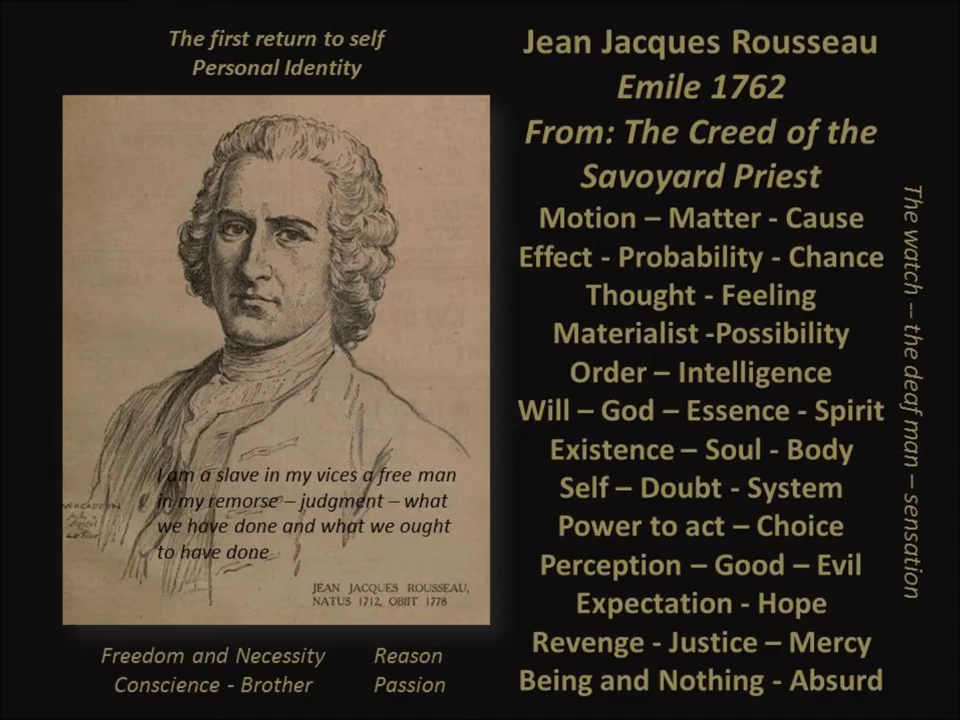 The first return to self
Personal Identity
I am a slave in my vices a free man
in my remorse – judgment – what
we have done and what we ought
to have done
JEAN JACQUES ROUSSEAU,
NATUS 1712, OBIIT 1778
Freedom and Necessity
Conscience - Brother
Reason
Passion
Jean Jacques Rousseau
Emile 1762
From: The Creed of the
Savoyard Priest
Motion – Matter - Cause
Effect - Probability - Chance
Thought - Feeling
Materialist -Possibility
Order – Intelligence
Will – God – Essence - Spirit
Existence – Soul - Body
Self – Doubt - System
Power to act – Choice
Perception – Good – Evil
Expectation - Hope
Revenge - Justice – Mercy
Being and Nothing - Absurd
The watch –- the deaf man – sensation